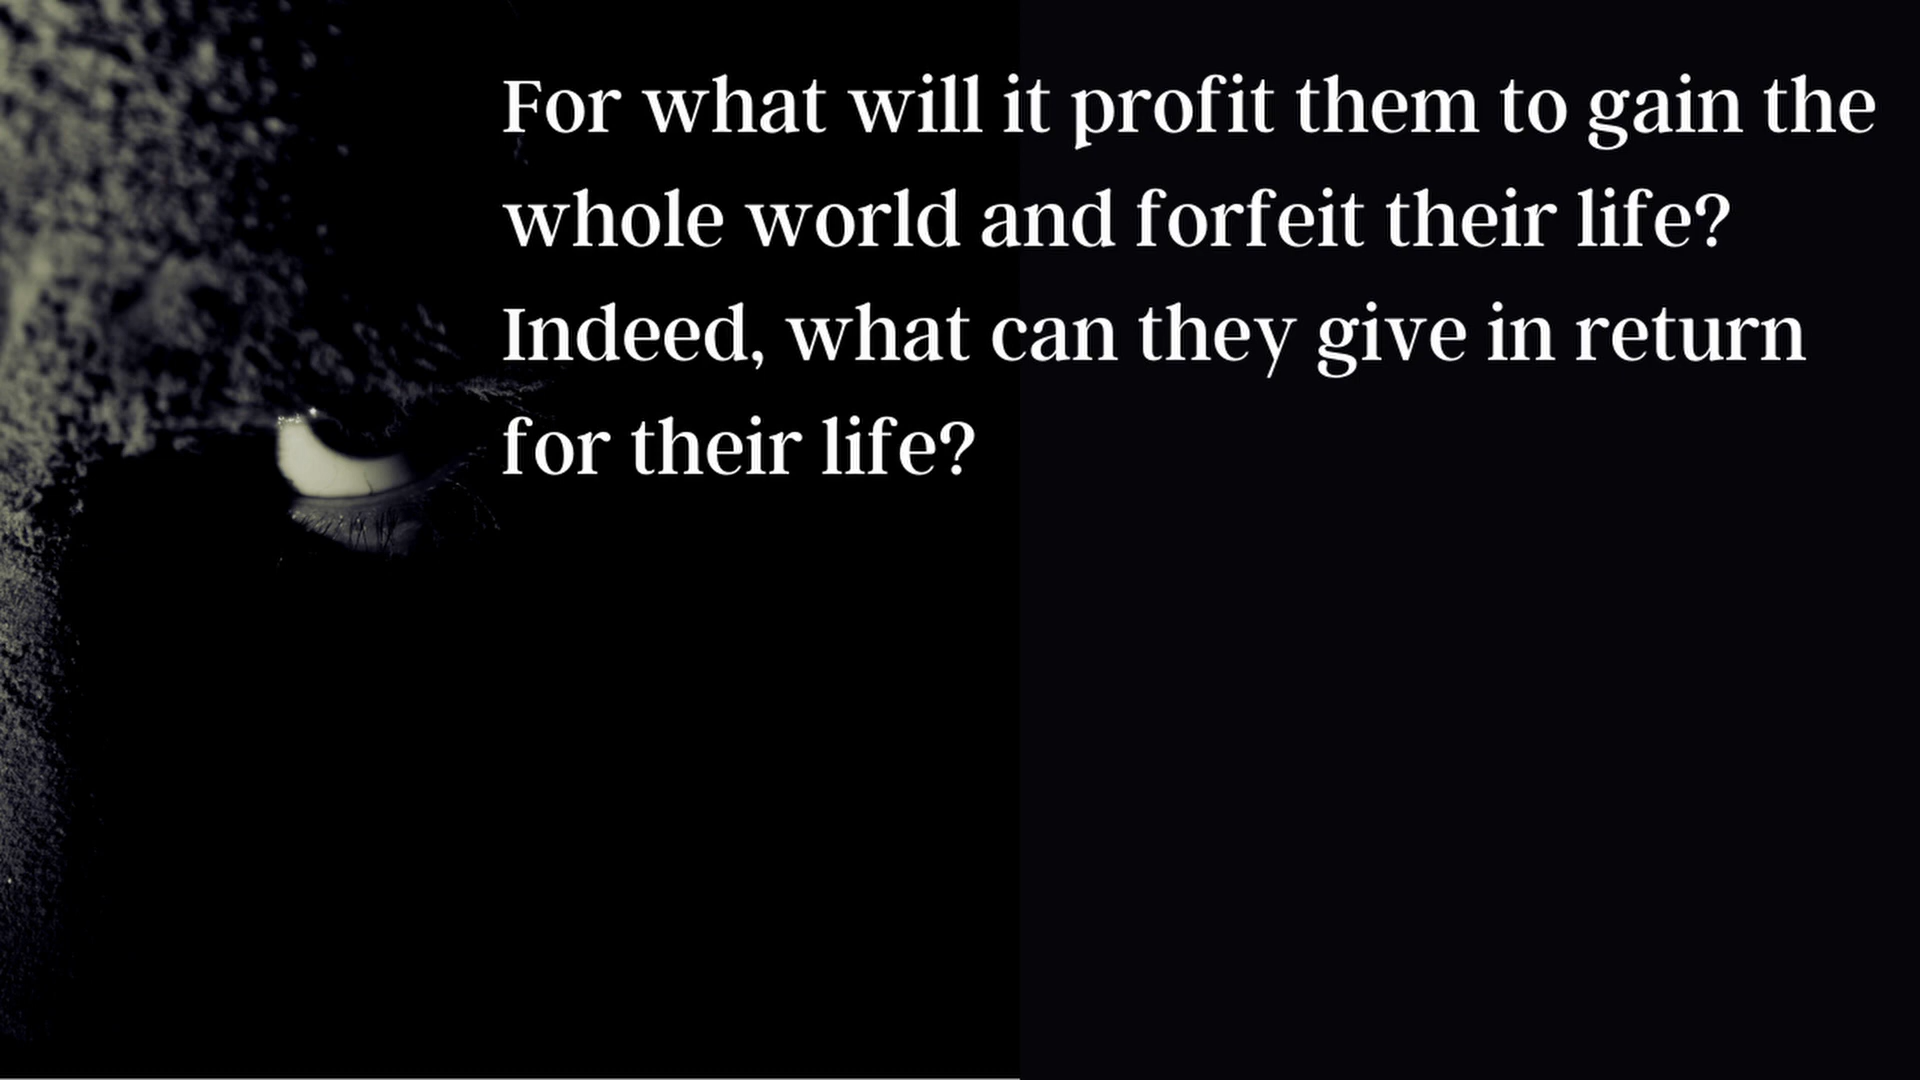 For what will it profit them to gain the
whole world and forfeit their life?
Indeed, what can they give in return
for their life?